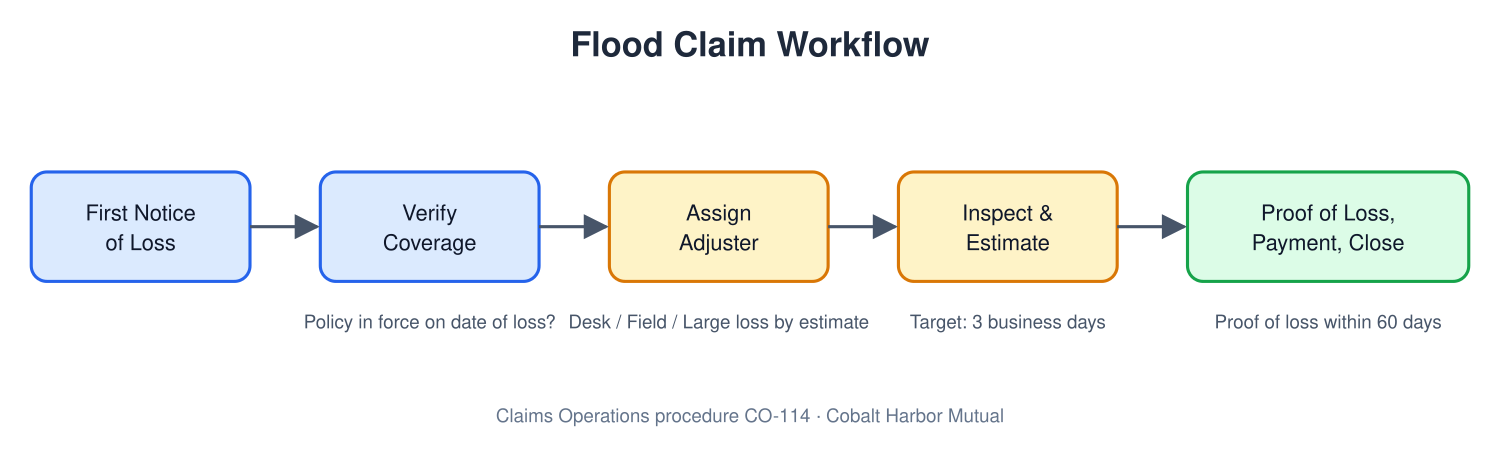 Flood Claim Workflow
First Notice
of Loss
Verify
Coverage
Assign
Adjuster
Inspect &
Estimate
Proof of Loss,
Payment, Close
Policy in force on date of loss?
Desk / Field / Large loss by estimate
Target: 3 business days
Proof of loss within 60 days
Claims Operations procedure CO-114 · Cobalt Harbor Mutual